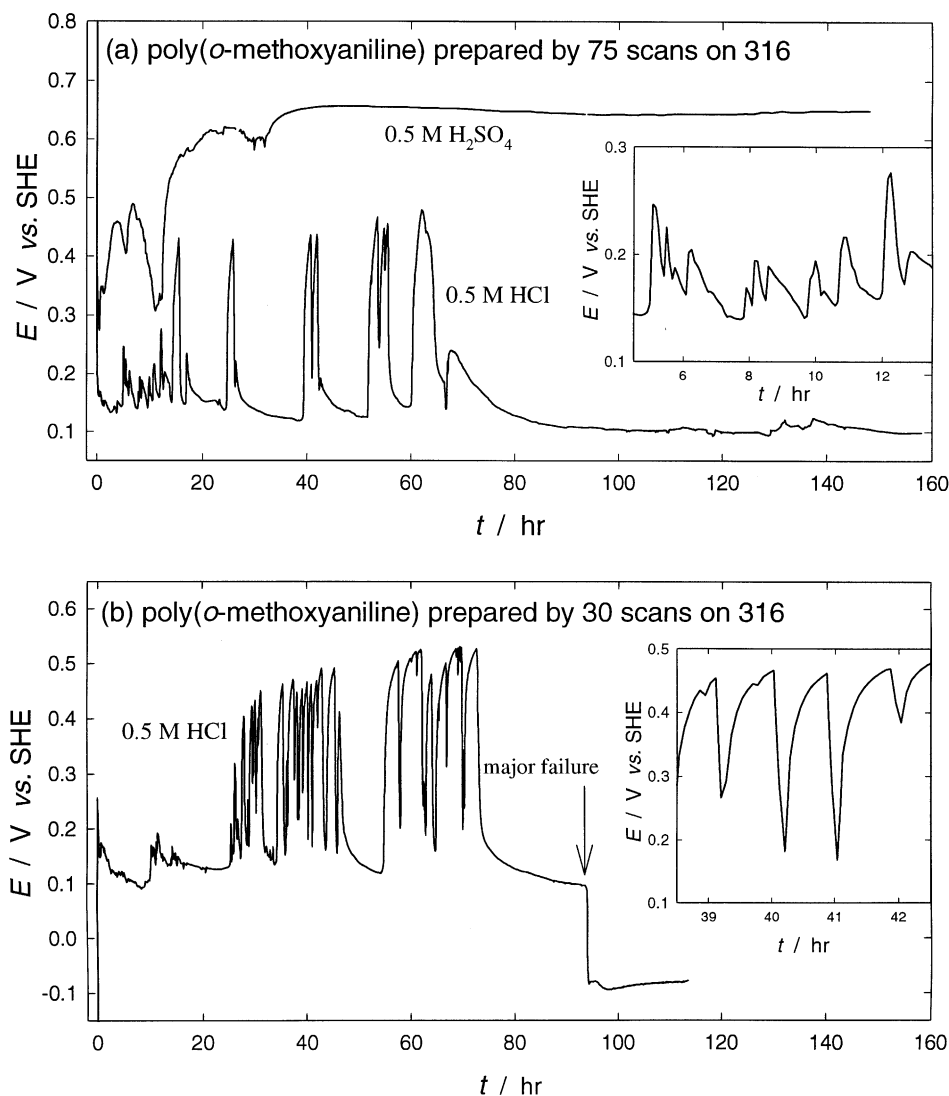 (a) poly(o-methoxyaniline) prepared by 75 scans on 316
0.8
0.7
0.6
0.5
0.4
0.3
0.2
0.1
E / V vs. SHE
0.5 M H₂SO₄
0.5 M HCl
0.3
0.2
0.1
E / V vs. SHE
6 8 10 12
t / hr
0 20 40 60 80 100 120 140 160
t / hr
(b) poly(o-methoxyaniline) prepared by 30 scans on 316
0.6
0.5
0.4
0.3
0.2
0.1
0.0
-0.1
E / V vs. SHE
0.5 M HCl
major failure
0.5
0.4
0.3
0.2
0.1
E / V vs. SHE
39 40 41 42
t / hr
0 20 40 60 80 100 120 140 160
t / hr